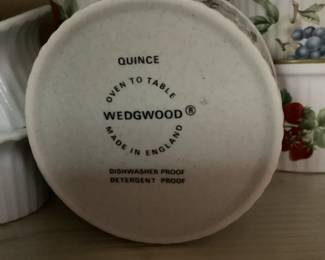 QUINCE
OVEN TO TABLE
WEDGWOOD®
MADE IN ENGLAND
DISHWASHER PROOF
DETERGENT PROOF